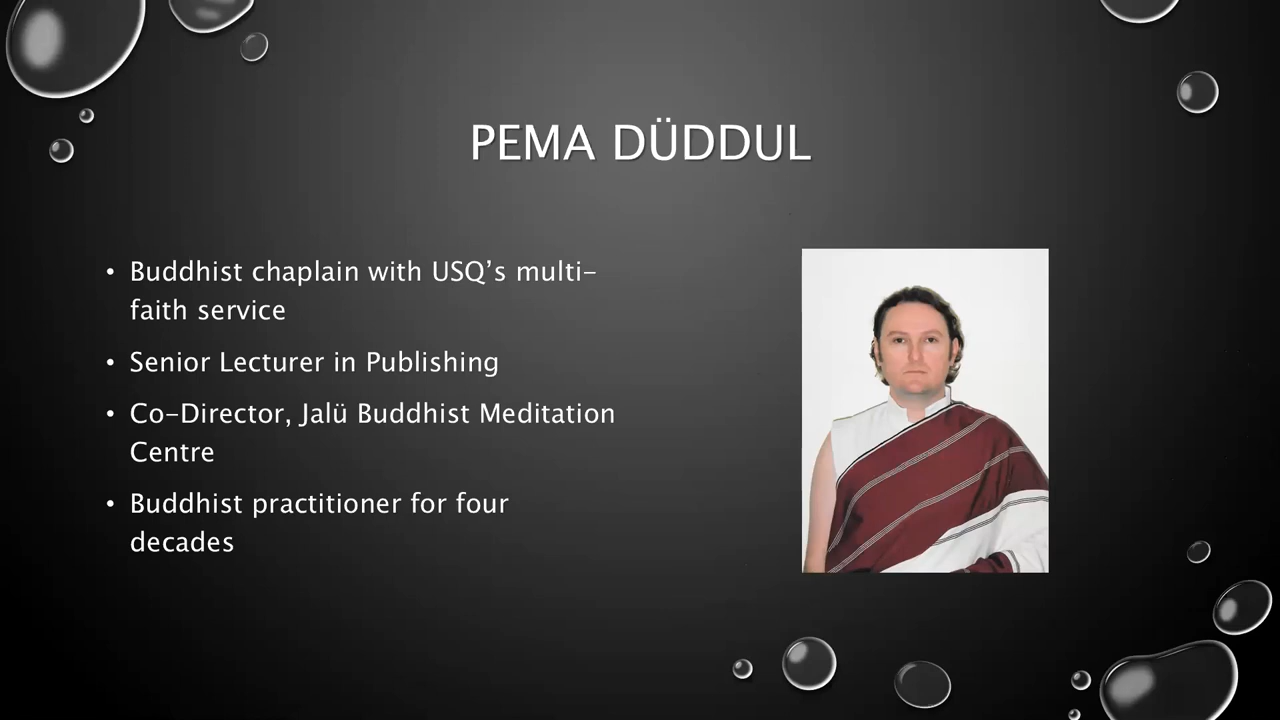 PEMA DÜDDUL
• Buddhist chaplain with USQ’s multi-
faith service
• Senior Lecturer in Publishing
• Co-Director, Jalü Buddhist Meditation
Centre
• Buddhist practitioner for four
decades